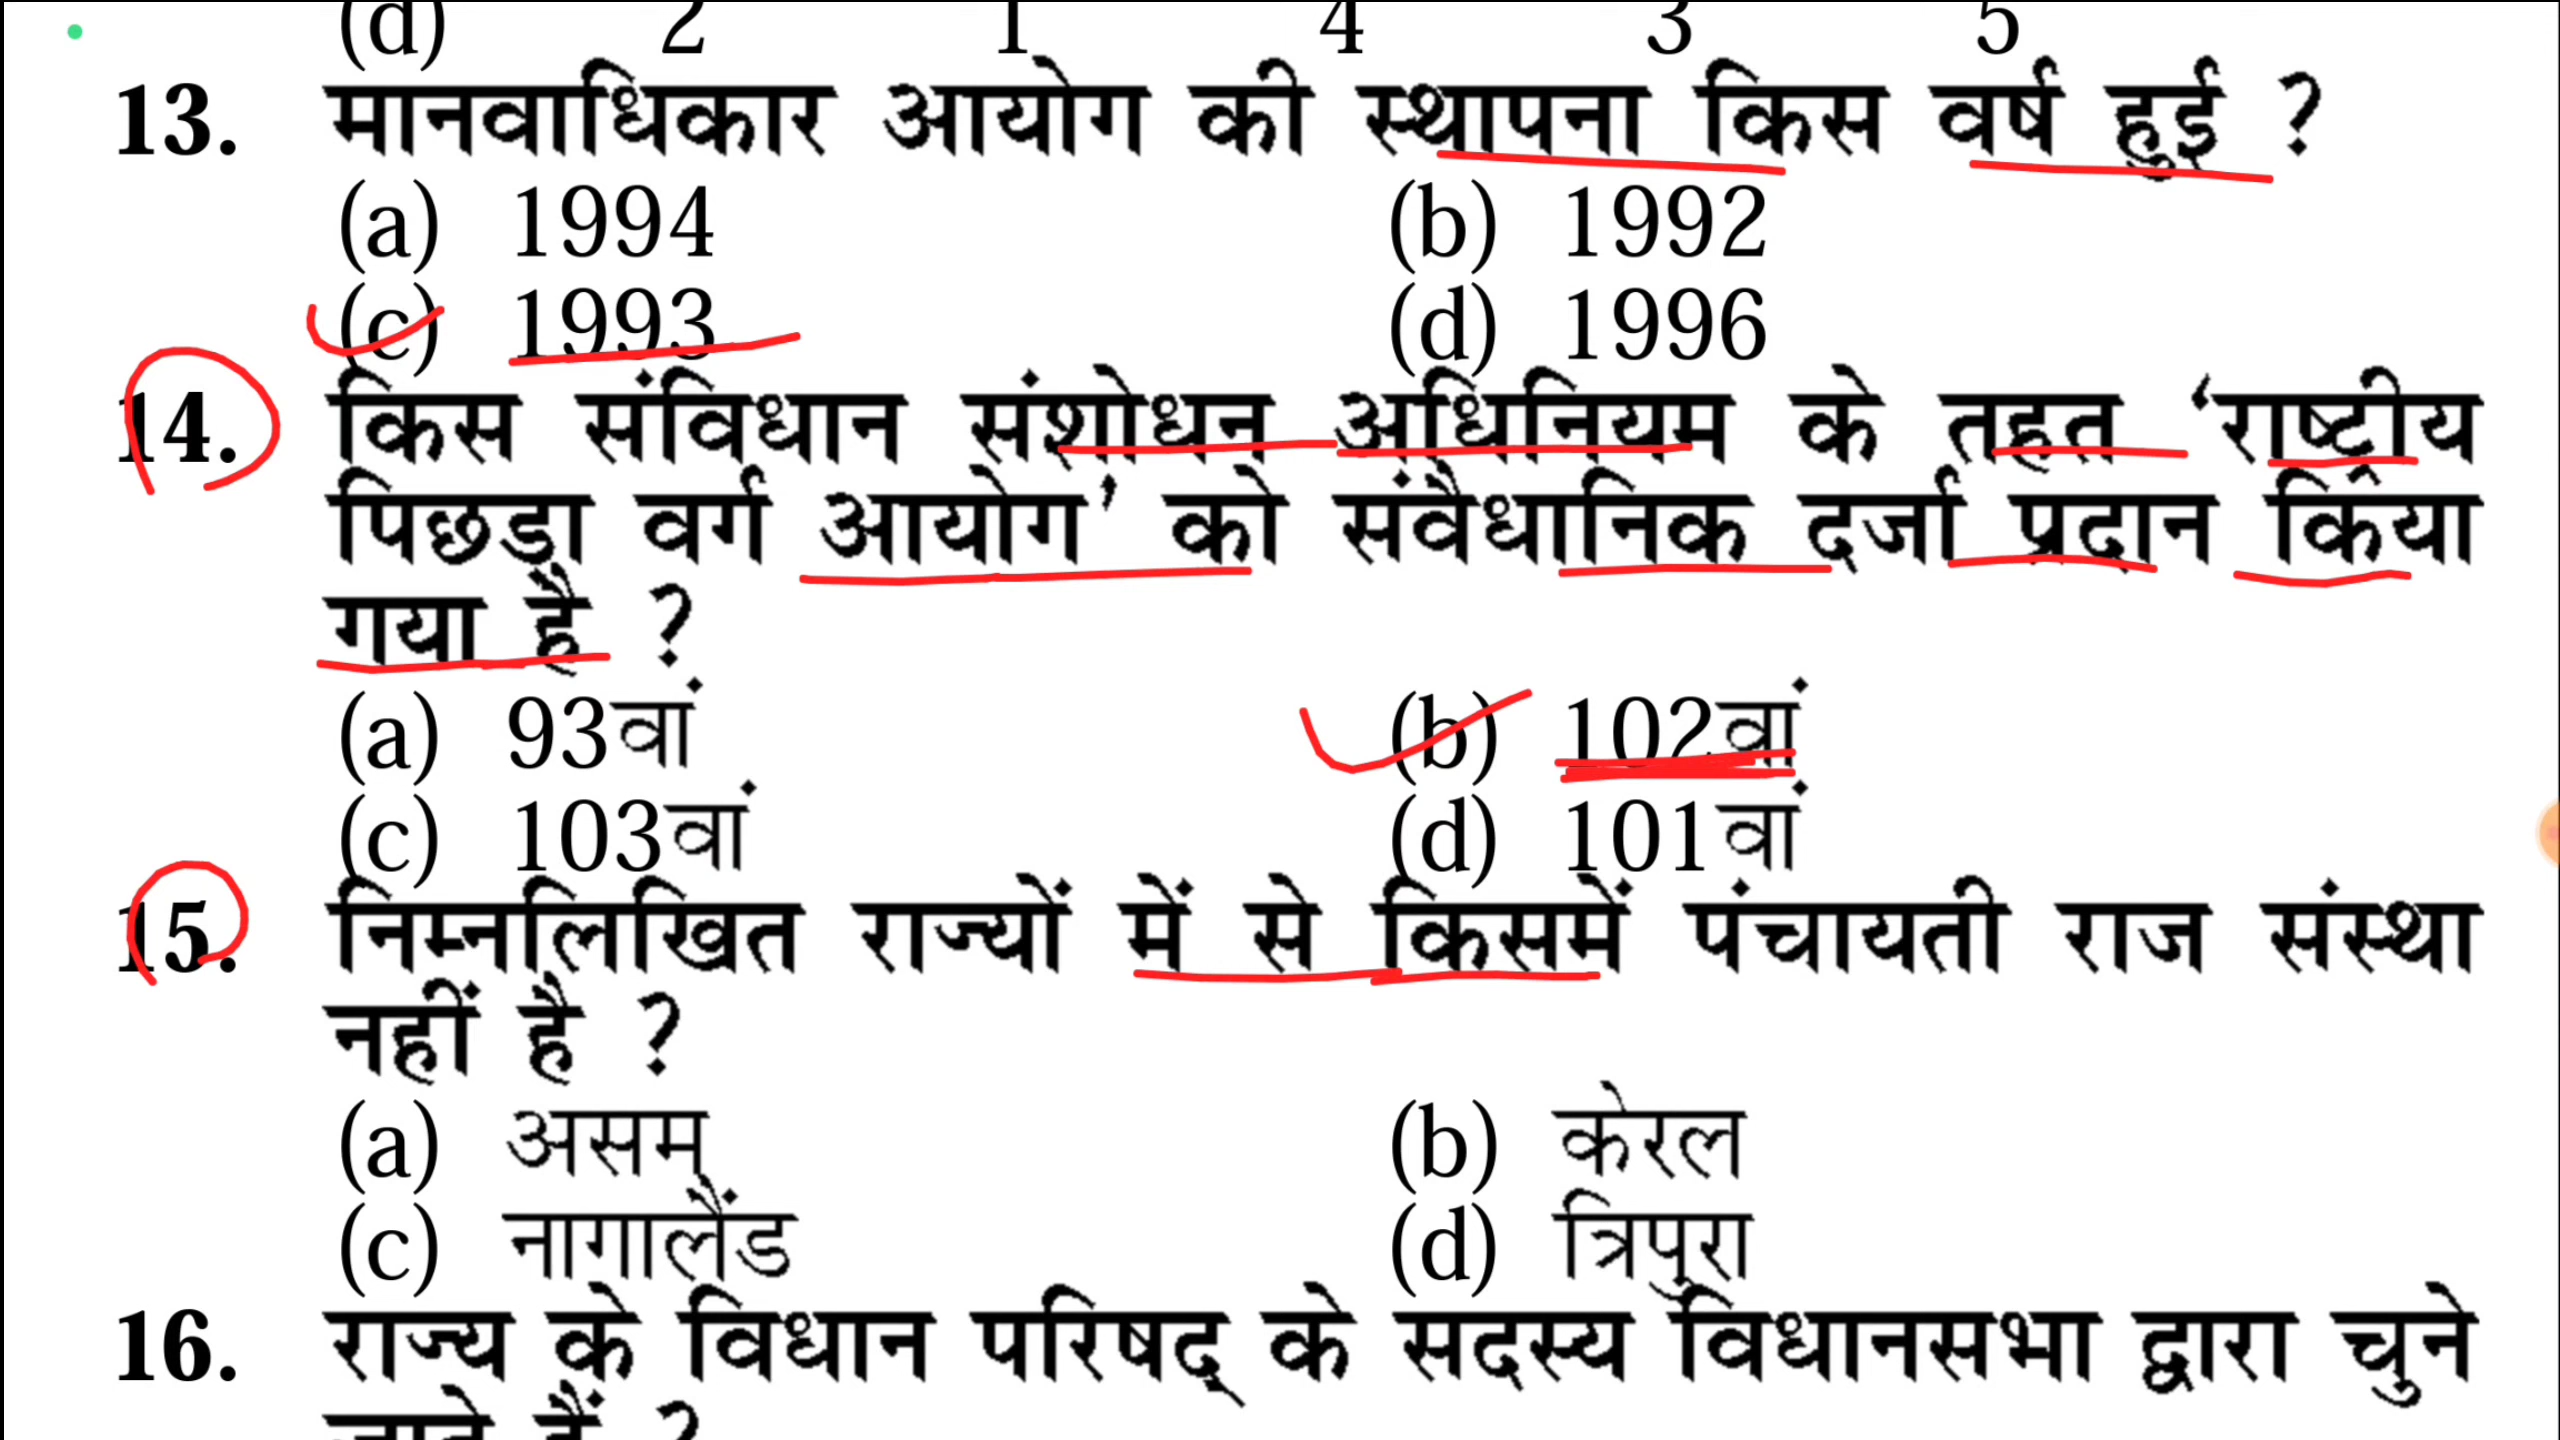 (d) 2 1 4 3 5
13. मानवाधिकार आयोग की स्थापना किस वर्ष हुई ?
(a) 1994 (b) 1992
(c) 1993 (d) 1996
14. किस संविधान संशोधन अधिनियम के तहत ‘राष्ट्रीय
पिछड़ा वर्ग आयोग’ को संवैधानिक दर्जा प्रदान किया
गया है ?
(a) 93वां (b) 102वां
(c) 103वां (d) 101वां
15. निम्नलिखित राज्यों में से किसमें पंचायती राज संस्था
नहीं है ?
(a) असम (b) केरल
(c) नागालैंड (d) त्रिपुरा
16. राज्य के विधान परिषद् के सदस्य विधानसभा द्वारा चुने
जाते हैं ?